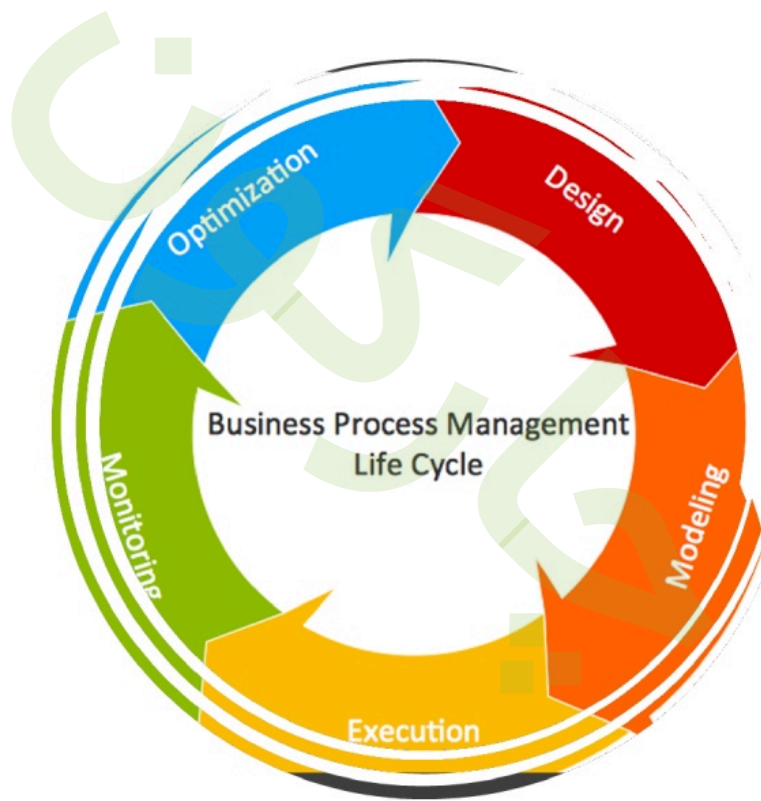 Business Process Management
Life Cycle
Design
Modeling
Execution
Monitoring
Optimization